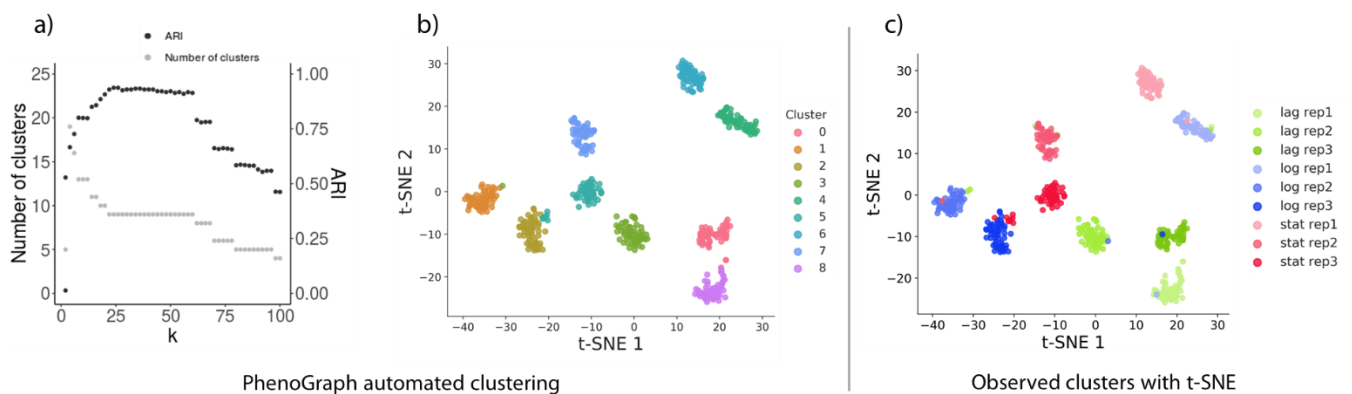 a)
ARI
Number of clusters
25
20
15
10
5
0
Number of clusters
1.00
0.75
0.50
0.25
0.00
ARI
0 25 50 75 100
k
b)
30
20
10
0
−10
−20
t-SNE 2
−40 −30 −20 −10 0 10 20 30
t-SNE 1
Cluster
0
1
2
3
4
5
6
7
8
PhenoGraph automated clustering
c)
30
20
10
0
−10
−20
t-SNE 2
−40 −30 −20 −10 0 10 20 30
t-SNE 1
lag rep1
lag rep2
lag rep3
log rep1
log rep2
log rep3
stat rep1
stat rep2
stat rep3
Observed clusters with t-SNE